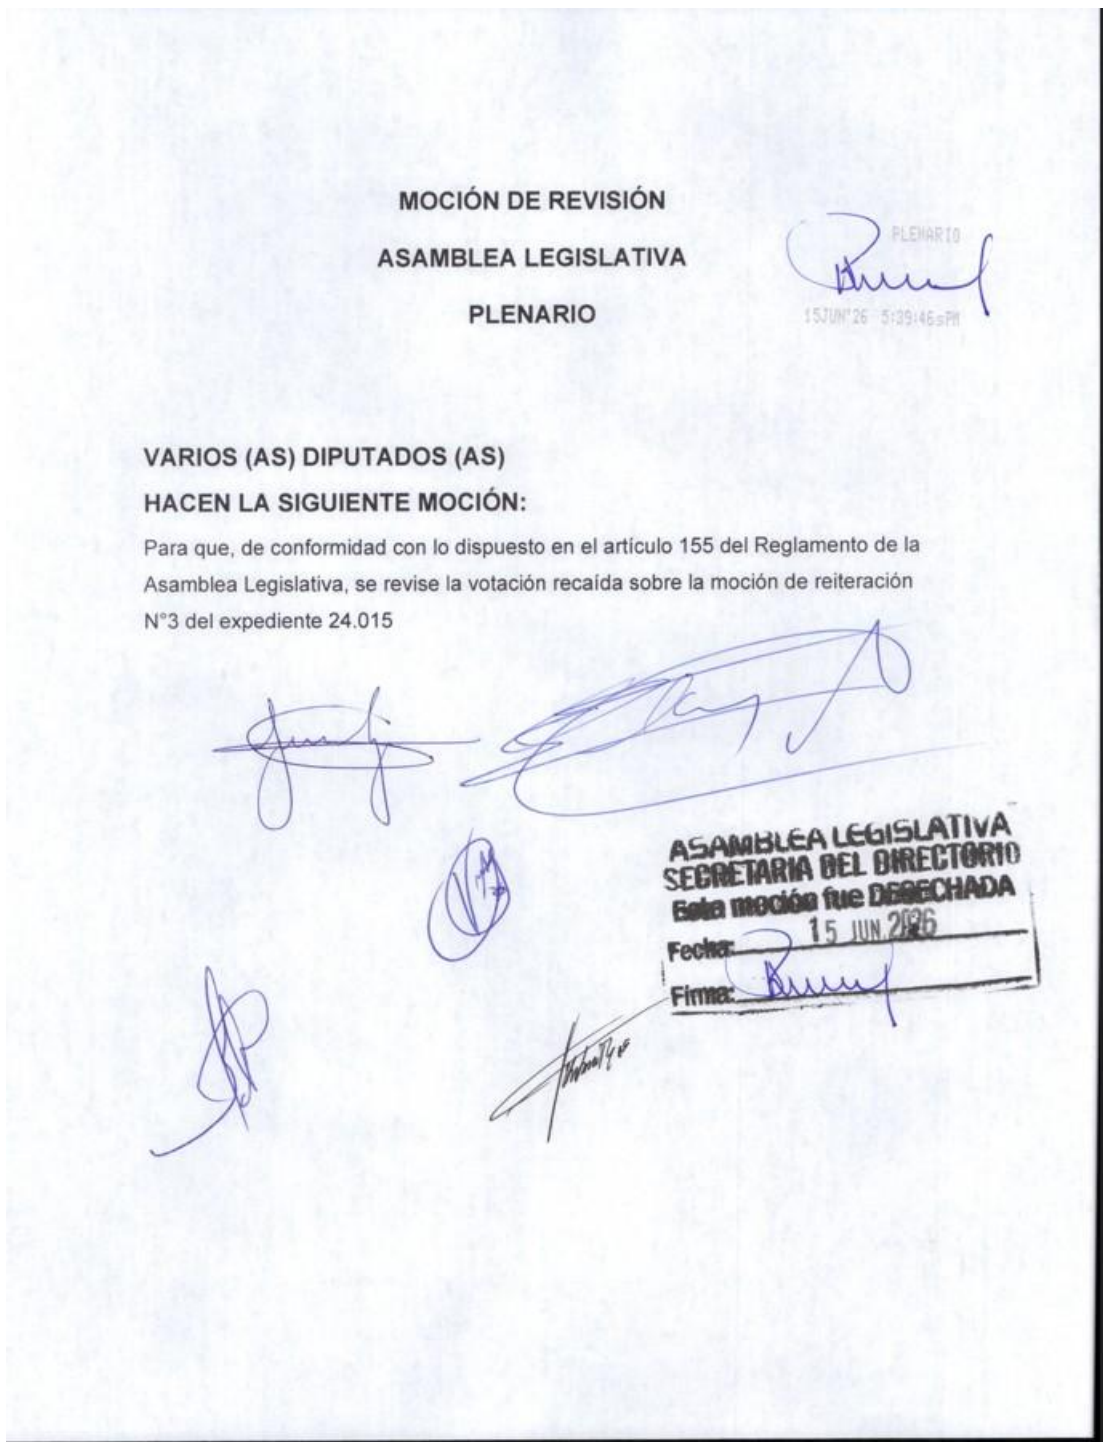 MOCIÓN DE REVISIÓN
ASAMBLEA LEGISLATIVA
PLENARIO
PLENARIO
15JUN'26 5:39:46sPM
VARIOS (AS) DIPUTADOS (AS)
HACEN LA SIGUIENTE MOCIÓN:
Para que, de conformidad con lo dispuesto en el artículo 155 del Reglamento de la
Asamblea Legislativa, se revise la votación recaída sobre la moción de reiteración
N°3 del expediente 24.015
ASAMBLEA LEGISLATIVA
SECRETARIA DEL DIRECTORIO
Esta moción fue DESECHADA
Fecha: 15 JUN. 2026
Firma: